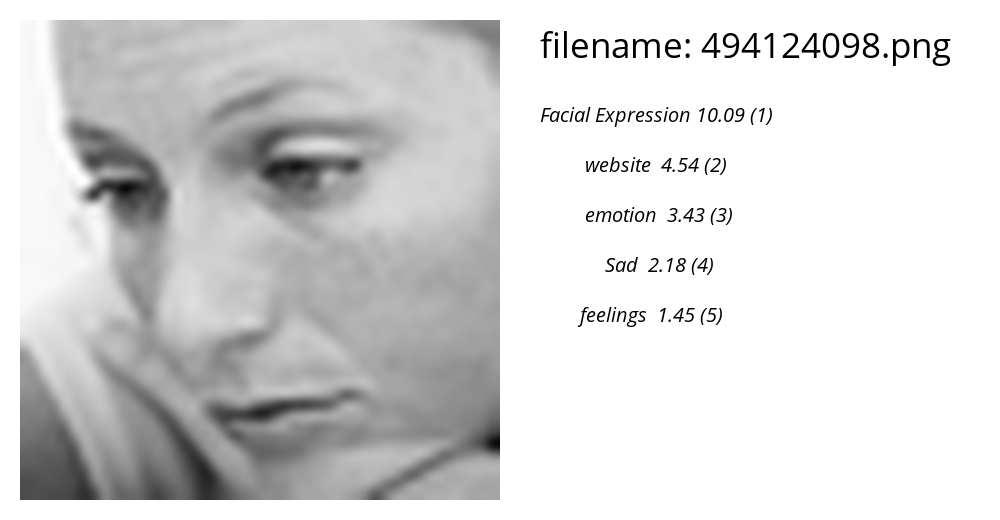 filename: 494124098.png
Facial Expression 10.09 (1)
website 4.54 (2)
emotion 3.43 (3)
Sad 2.18 (4)
feelings 1.45 (5)